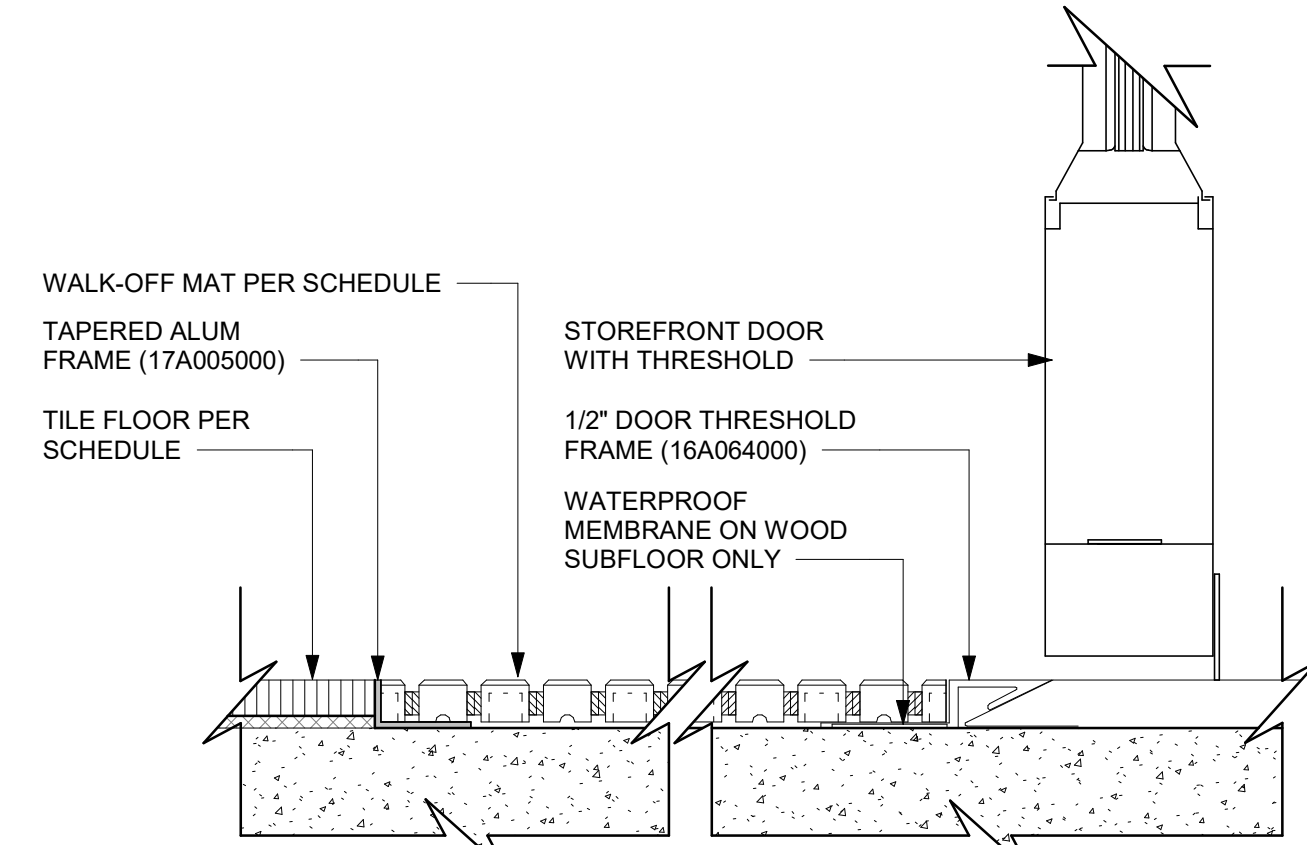 WALK-OFF MAT PER SCHEDULE
TAPERED ALUM
FRAME (17A005000)
TILE FLOOR PER
SCHEDULE
STOREFRONT DOOR
WITH THRESHOLD
1/2" DOOR THRESHOLD
FRAME (16A064000)
WATERPROOF
MEMBRANE ON WOOD
SUBFLOOR ONLY